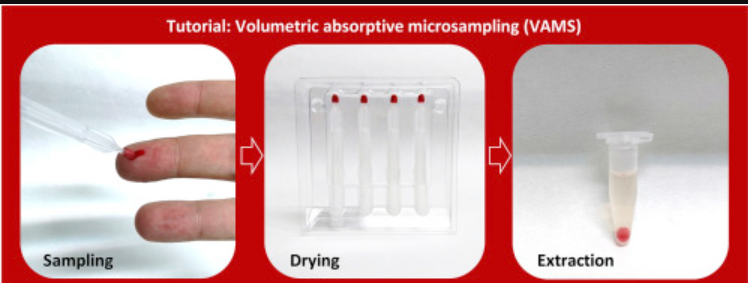 Tutorial: Volumetric absorptive microsampling (VAMS)
Sampling
Drying
Extraction